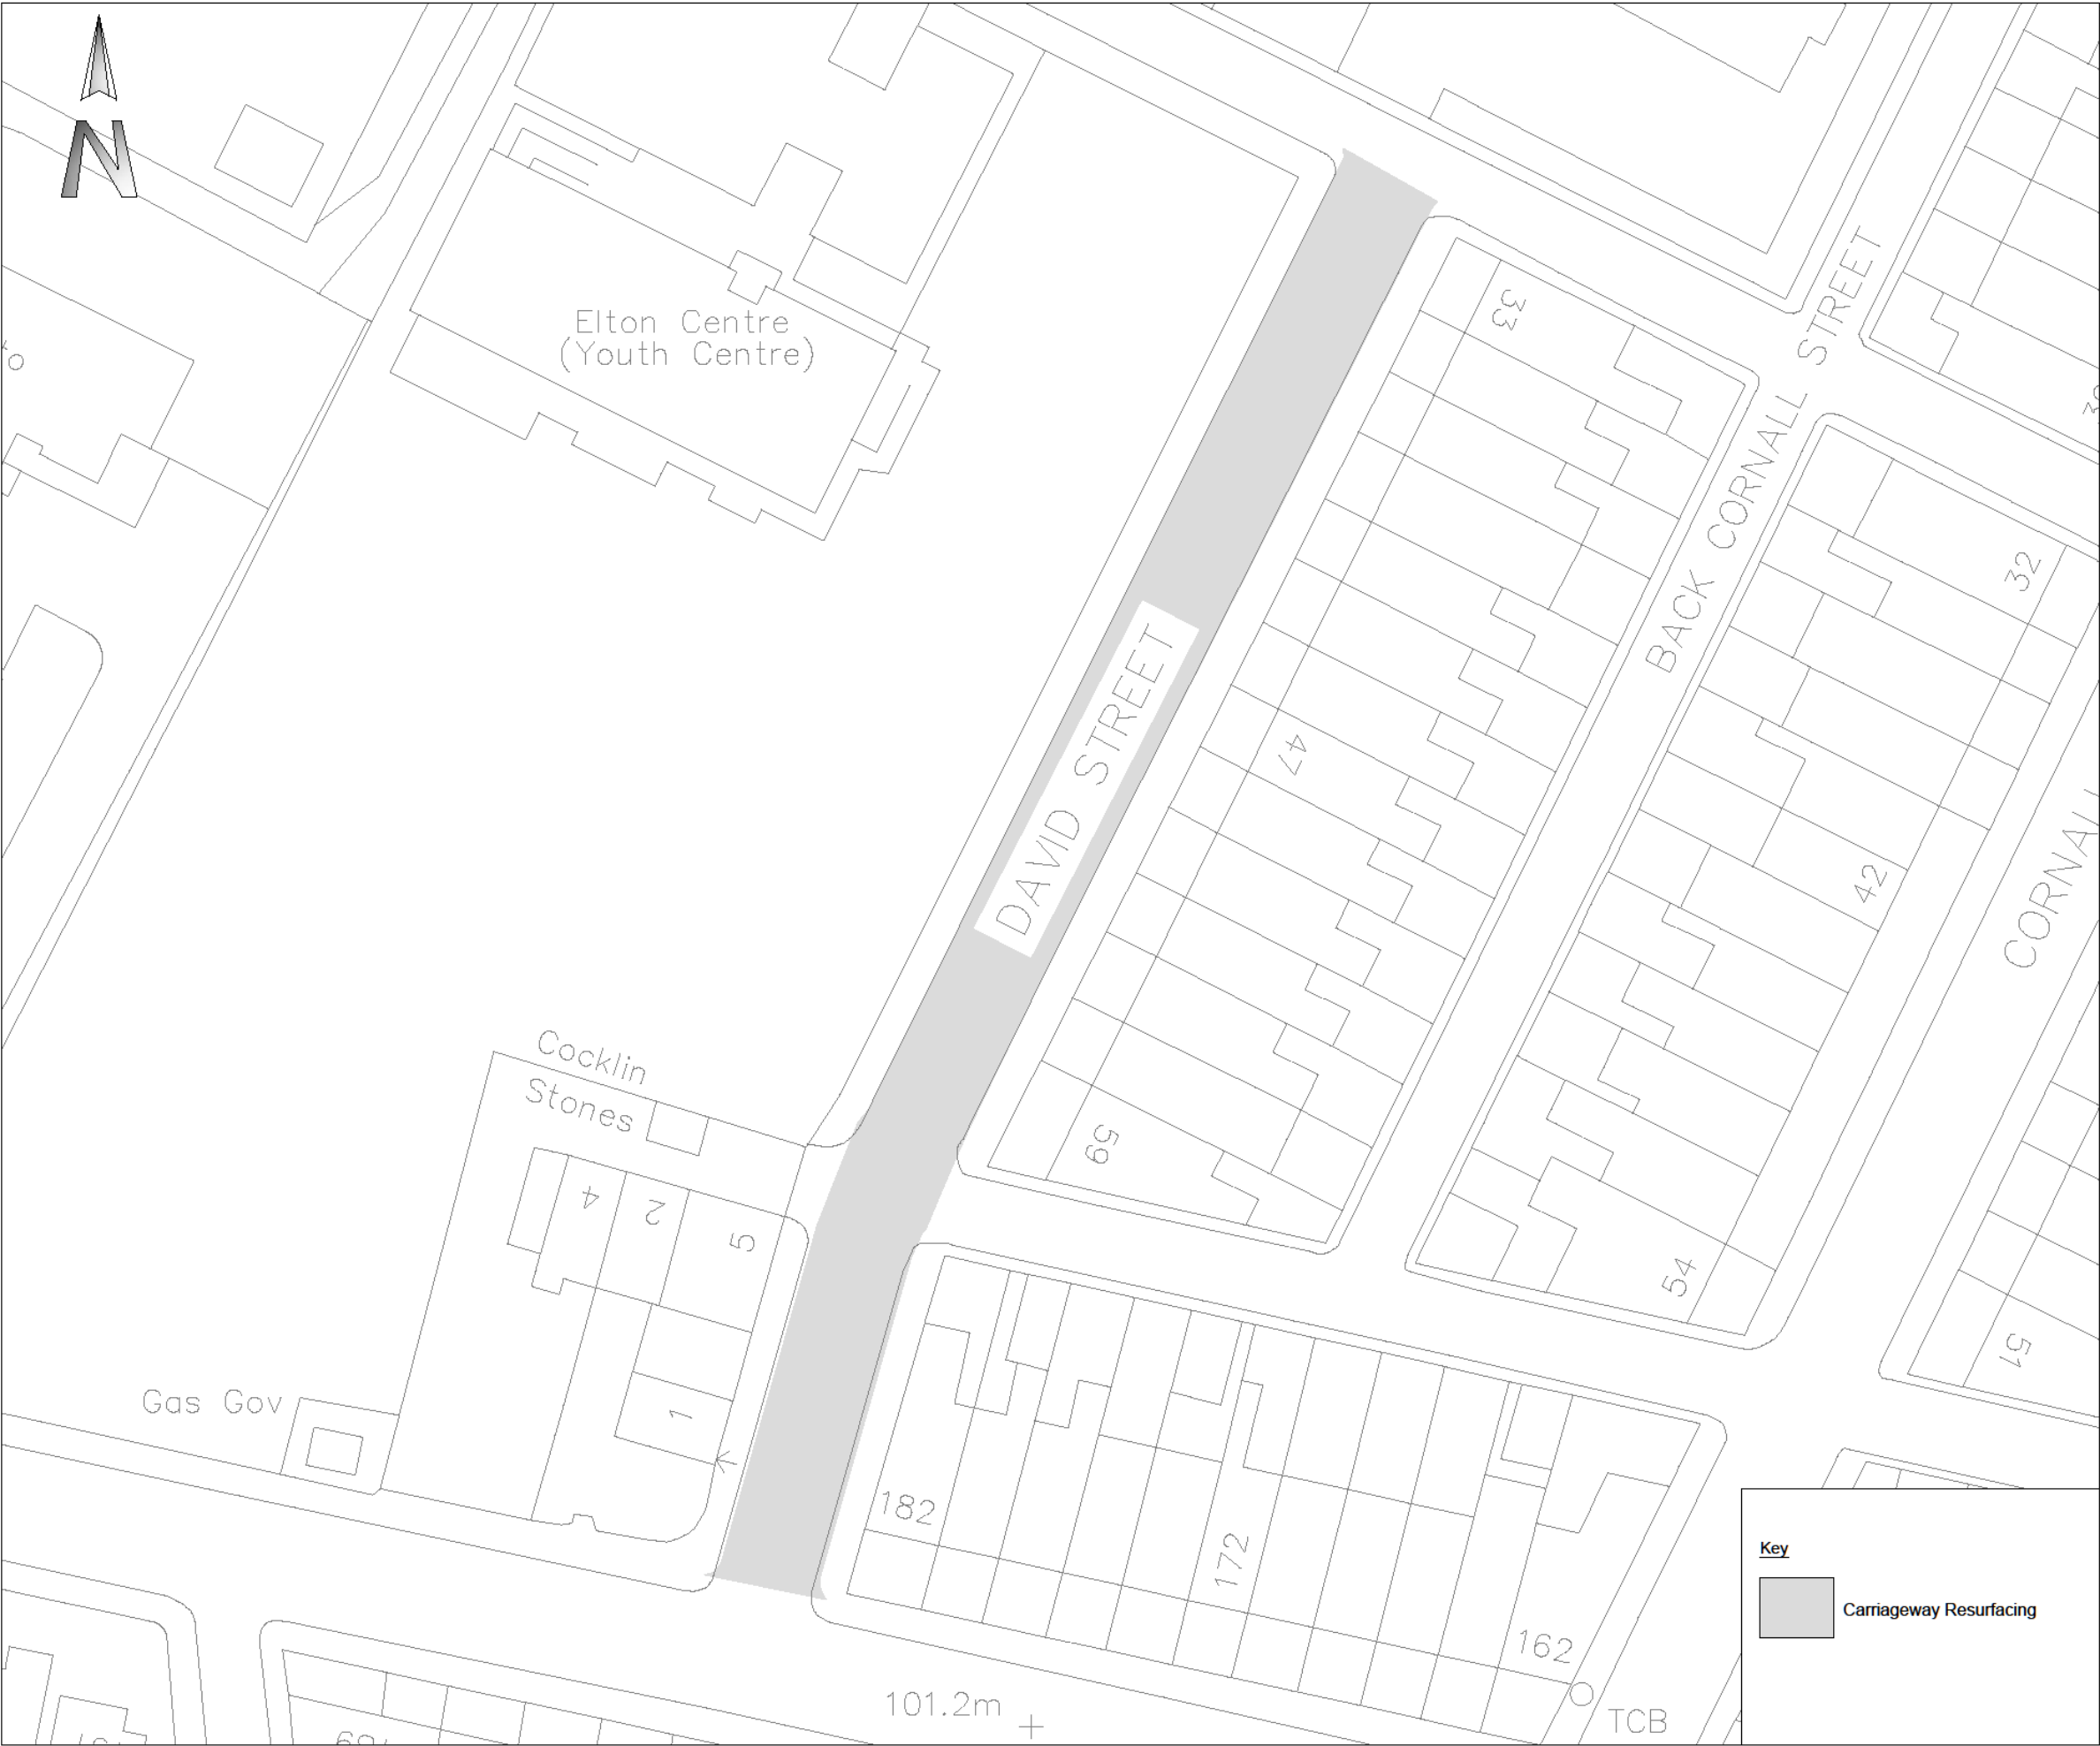 N
Elton Centre
(Youth Centre)
33
BACK CORNALL STREET
32
DAVID STREET
47
42
Cocklin
Stones
59
4
2
5
54
51
Gas Gov
1
182
172
162
101.2m
TCB
Key
Carriageway Resurfacing